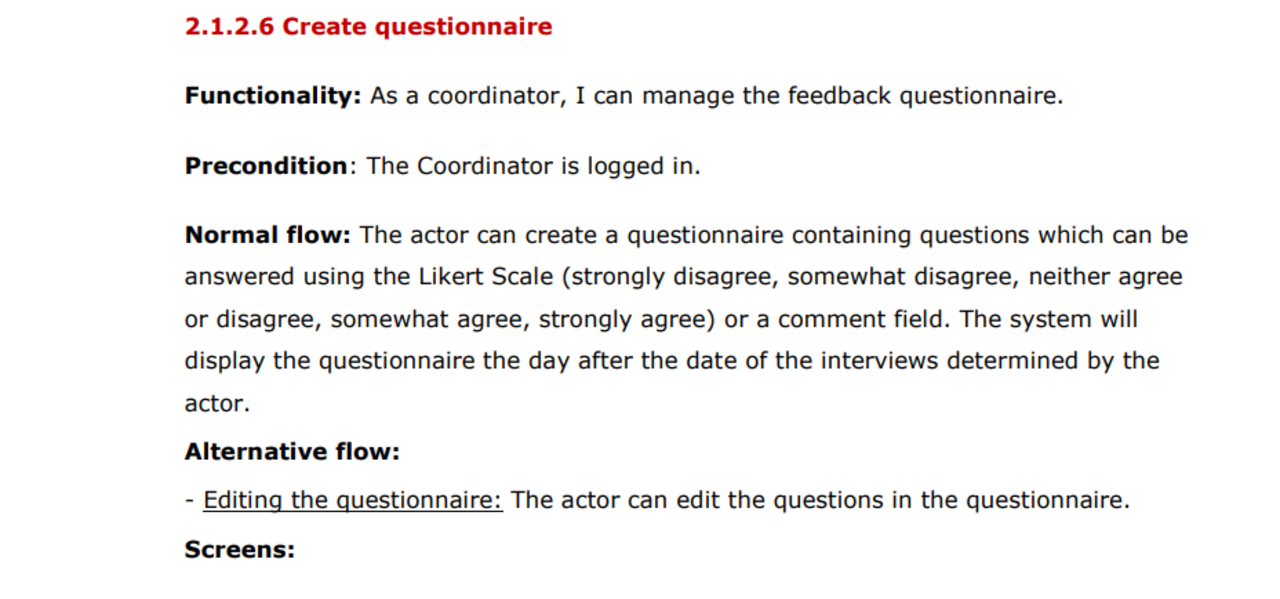 2.1.2.6 Create questionnaire
Functionality: As a coordinator, I can manage the feedback questionnaire.
Precondition: The Coordinator is logged in.
Normal flow: The actor can create a questionnaire containing questions which can be
answered using the Likert Scale (strongly disagree, somewhat disagree, neither agree
or disagree, somewhat agree, strongly agree) or a comment field. The system will
display the questionnaire the day after the date of the interviews determined by the
actor.
Alternative flow:
- Editing the questionnaire: The actor can edit the questions in the questionnaire.
Screens: